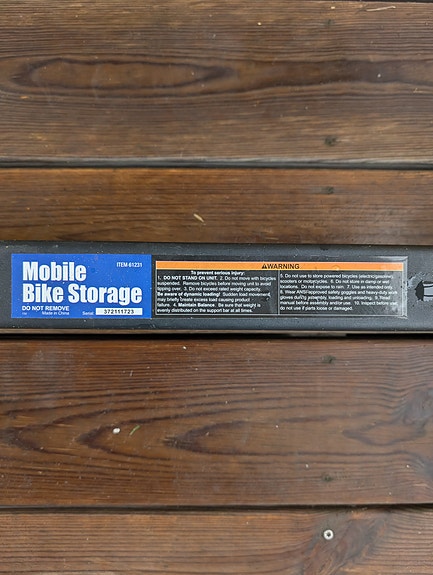 Mobile
ITEM 61231
Bike Storage
DO NOT REMOVE
Made in China
Serial:
372111723
WARNING
To prevent serious injury:
1. DO NOT STAND ON UNIT. 2. Do not move with bicycles
suspended. Remove bicycles before moving unit to avoid
tipping over. 3. Do not exceed rated weight capacity.
Be aware of dynamic loading! Sudden load movement
may briefly create excess load causing product
failure. 4. Maintain Balance. Be sure that weight is
evenly distributed on the support bar at all times.
5. Do not use to store powered bicycles (electric/gasoline),
scooters or motorcycles. 6. Do not store in damp or wet
locations. Do not expose to rain. 7. Use as intended only.
8. Wear ANSI-approved safety goggles and heavy-duty work
gloves during assembly, loading and unloading. 9. Read
manual before assembly and/or use. 10. Inspect before use;
do not use if parts loose or damaged.